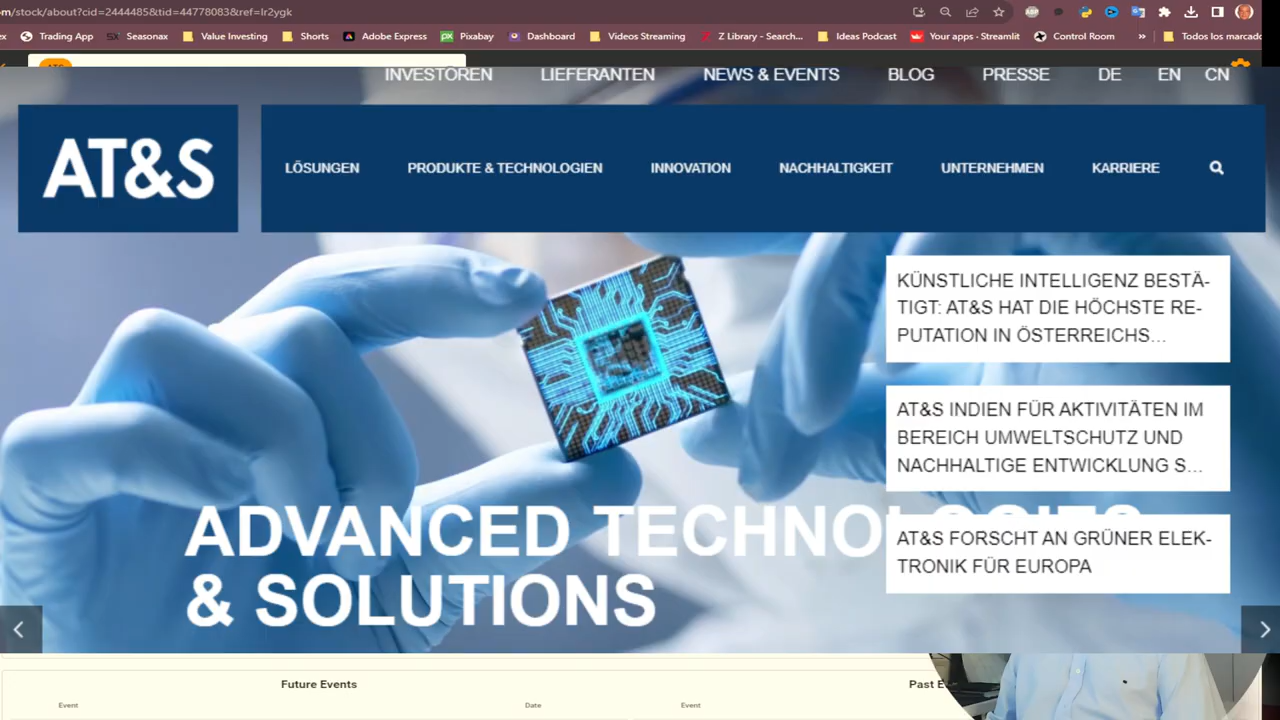 m/stock/about?cid=2444485&tid=44778083&ref=lr2ygk
Trading App Seasonax Value Investing Shorts Adobe Express Pixabay Dashboard Videos Streaming Z Library - Search... Ideas Podcast Your apps · Streamlit Control Room » Todos los marcado
INVESTOREN LIEFERANTEN NEWS & EVENTS BLOG PRESSE DE EN CN
AT&S
LÖSUNGEN PRODUKTE & TECHNOLOGIEN INNOVATION NACHHALTIGKEIT UNTERNEHMEN KARRIERE
KÜNSTLICHE INTELLIGENZ BESTÄ-
TIGT: AT&S HAT DIE HÖCHSTE RE-
PUTATION IN ÖSTERREICHS...
AT&S INDIEN FÜR AKTIVITÄTEN IM
BEREICH UMWELTSCHUTZ UND
NACHHALTIGE ENTWICKLUNG S...
ADVANCED TECHNOLOGIES
& SOLUTIONS
AT&S FORSCHT AN GRÜNER ELEK-
TRONIK FÜR EUROPA
Future Events Past E
Event Date Event